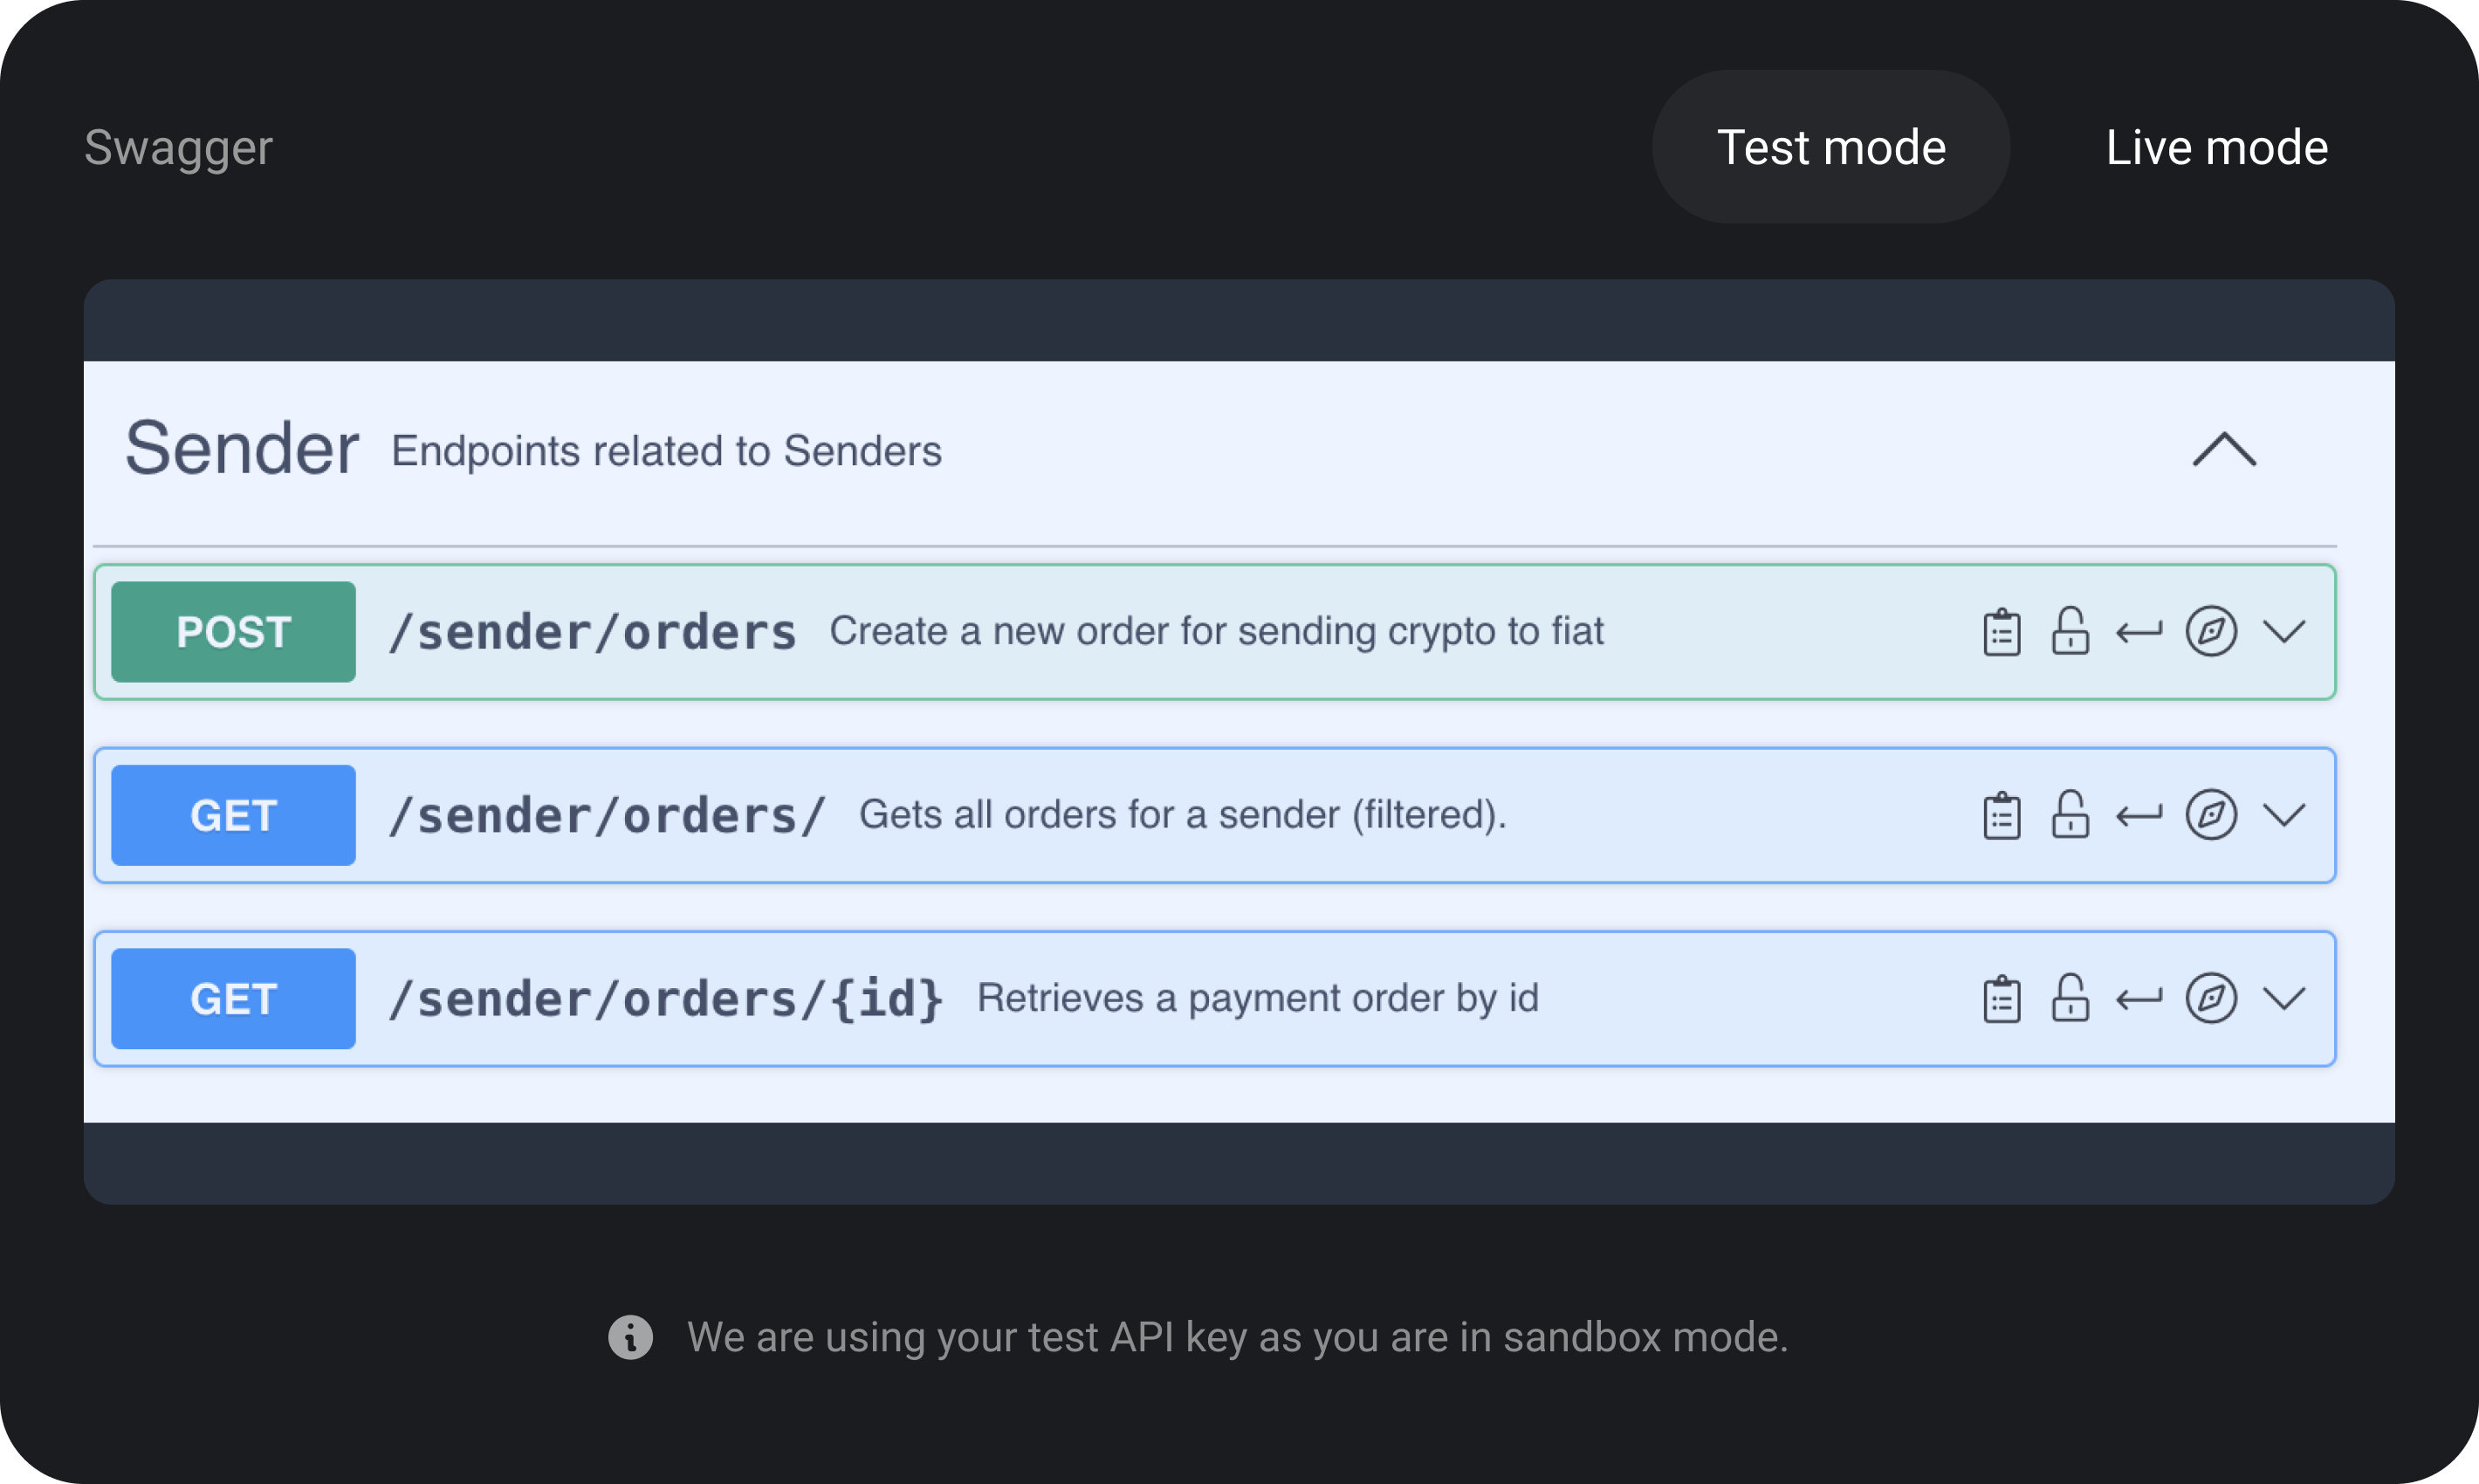 Swagger Test mode Live mode
Sender Endpoints related to Senders
POST /sender/orders Create a new order for sending crypto to fiat
GET /sender/orders/ Gets all orders for a sender (filtered).
GET /sender/orders/{id} Retrieves a payment order by id
We are using your test API key as you are in sandbox mode.